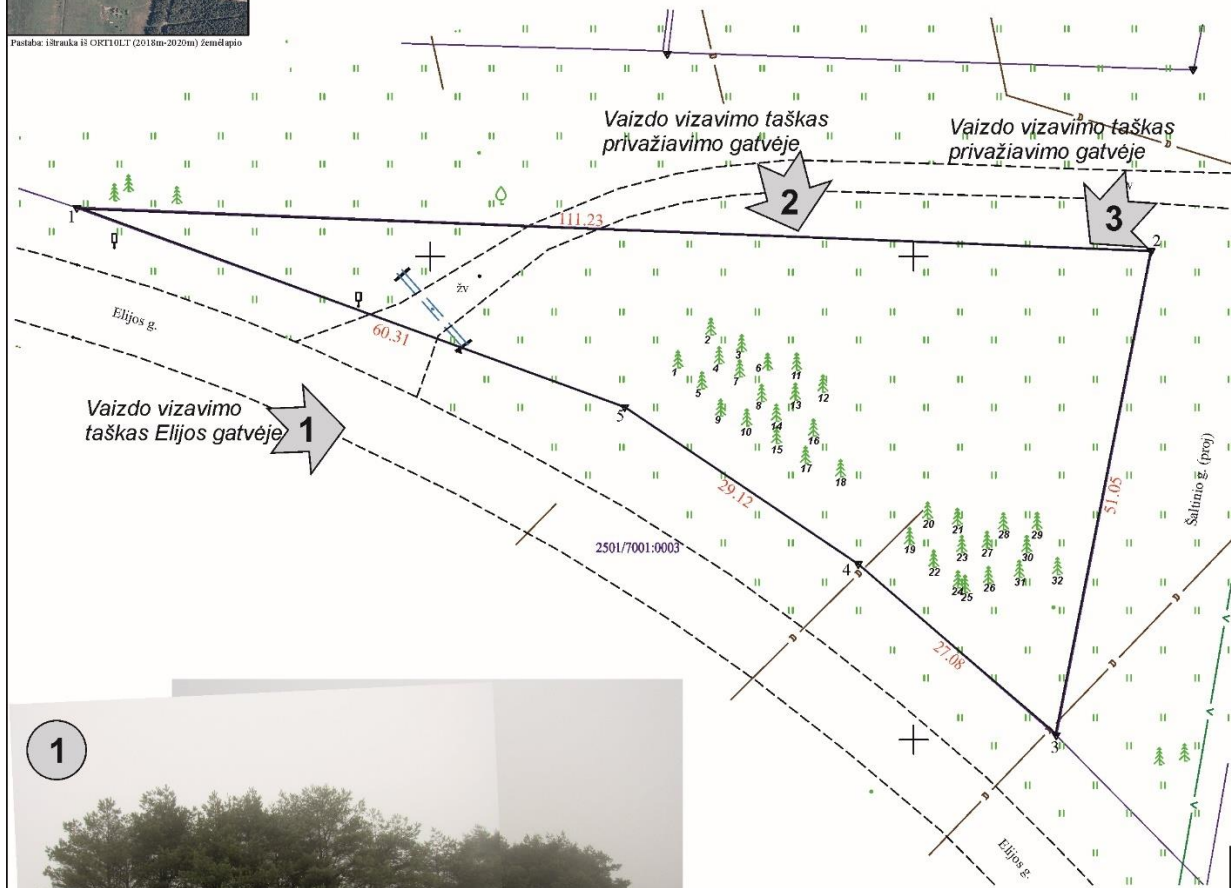 Pastaba: ištrauka iš ORT10LT (2018m-2020m) žemėlapio
Vaizdo vizavimo taškas
privažiavimo gatvėje
Vaizdo vizavimo taškas
privažiavimo gatvėje
v
2
3
1
111.23
2
žv
Elijos g.
60.31
2
3
1
4
7
6
11
5
8
13
12
9
10
14
15
16
17
18
Vaizdo vizavimo
taškas Elijos gatvėje
1
5
29.12
51.05
Šaltinio g. (proj)
20
21
28
29
19
23
27
30
22
24
25
26
31
32
2501/7001:0003
4
D
D
D
D
D
D
D
27.08
3
v
v
v
1
Elijos g.